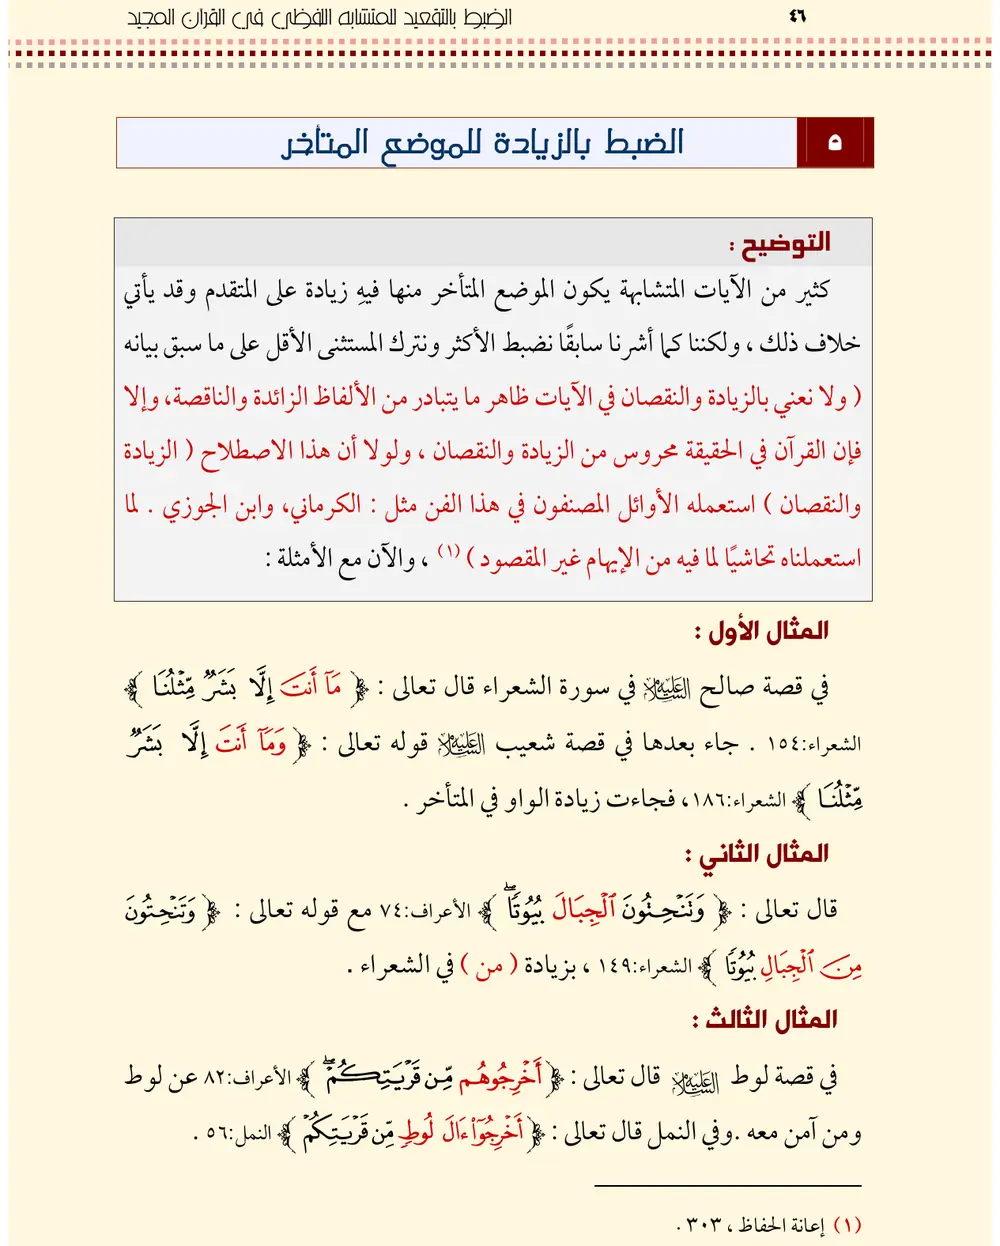 الضبط بالتقعيد للمتشابه اللفظي في القرآن المجيد ٤٦
٥ الضبط بالزيادة للموضع المتأخر
التوضيح :
كثير من الآيات المتشابهة يكون الموضع المتأخر منها فيهِ زيادة على المتقدم وقد يأتي
خلاف ذلك ، ولكننا كما أشرنا سابقًا نضبط الأكثر ونترك المستثنى الأقل على ما سبق بيانه
( ولا نعني بالزيادة والنقصان في الآيات ظاهر ما يتبادر من الألفاظ الزائدة والناقصة، وإلا
فإن القرآن في الحقيقة محروس من الزيادة والنقصان ، ولولا أن هذا الاصطلاح ( الزيادة
والنقصان ) استعمله الأوائل المصنفون في هذا الفن مثل : الكرماني، وابن الجوزي . لما
استعملناه تحاشيًا لما فيه من الإيهام غير المقصود ) (١) ، والآن مع الأمثلة :
المثال الأول :
في قصة صالح عليه السلام في سورة الشعراء قال تعالى : ﴿ مَآ أَنتَ إِلَّا بَشَرٌ مِّثْلُنَا ﴾
الشعراء:١٥٤ . جاء بعدها في قصة شعيب عليه السلام قوله تعالى : ﴿ وَمَآ أَنتَ إِلَّا بَشَرٌ
مِّثْلُنَا ﴾ الشعراء:١٨٦، فجاءت زيادة الواو في المتأخر .
المثال الثاني :
قال تعالى : ﴿ وَتَنْحِتُونَ ٱلْجِبَالَ بُيُوتًاۖ ﴾ الأعراف:٧٤ مع قوله تعالى : ﴿ وَتَنْحِتُونَ
مِنَ ٱلْجِبَالِ بُيُوتًا ﴾ الشعراء:١٤٩ ، بزيادة ( من ) في الشعراء .
المثال الثالث :
في قصة لوط عليه السلام قال تعالى : ﴿ أَخْرِجُوهُم مِّن قَرْيَتِكُمْۖ ﴾ الأعراف:٨٢ عن لوط
ومن آمن معه .وفي النمل قال تعالى : ﴿ أَخْرِجُوٓا۟ ءَالَ لُوطٍ مِّن قَرْيَتِكُمْۖ ﴾ النمل:٥٦ .
(١) إعانة الحفاظ ، ٣٠٣ .